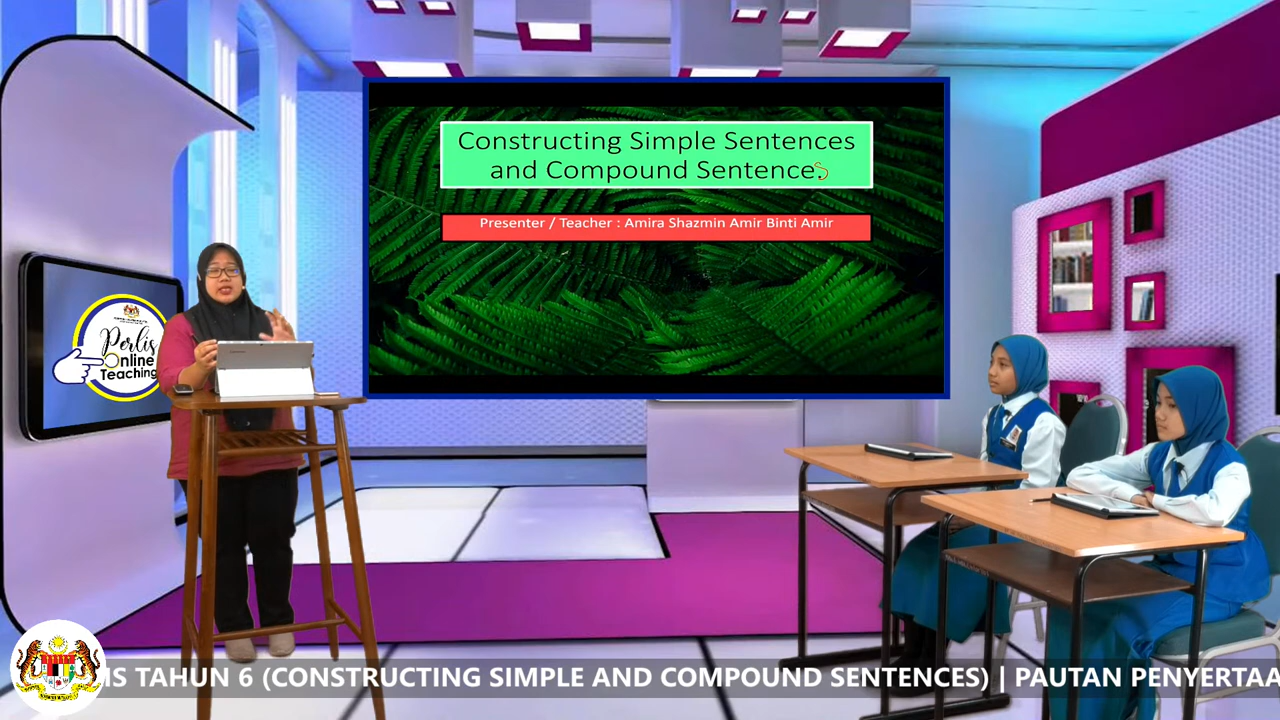 Constructing Simple Sentences
and Compound Sentences
Presenter / Teacher : Amira Shazmin Amir Binti Amir
Perlis
Online
Teaching
IS TAHUN 6 (CONSTRUCTING SIMPLE AND COMPOUND SENTENCES) | PAUTAN PENYERTAA